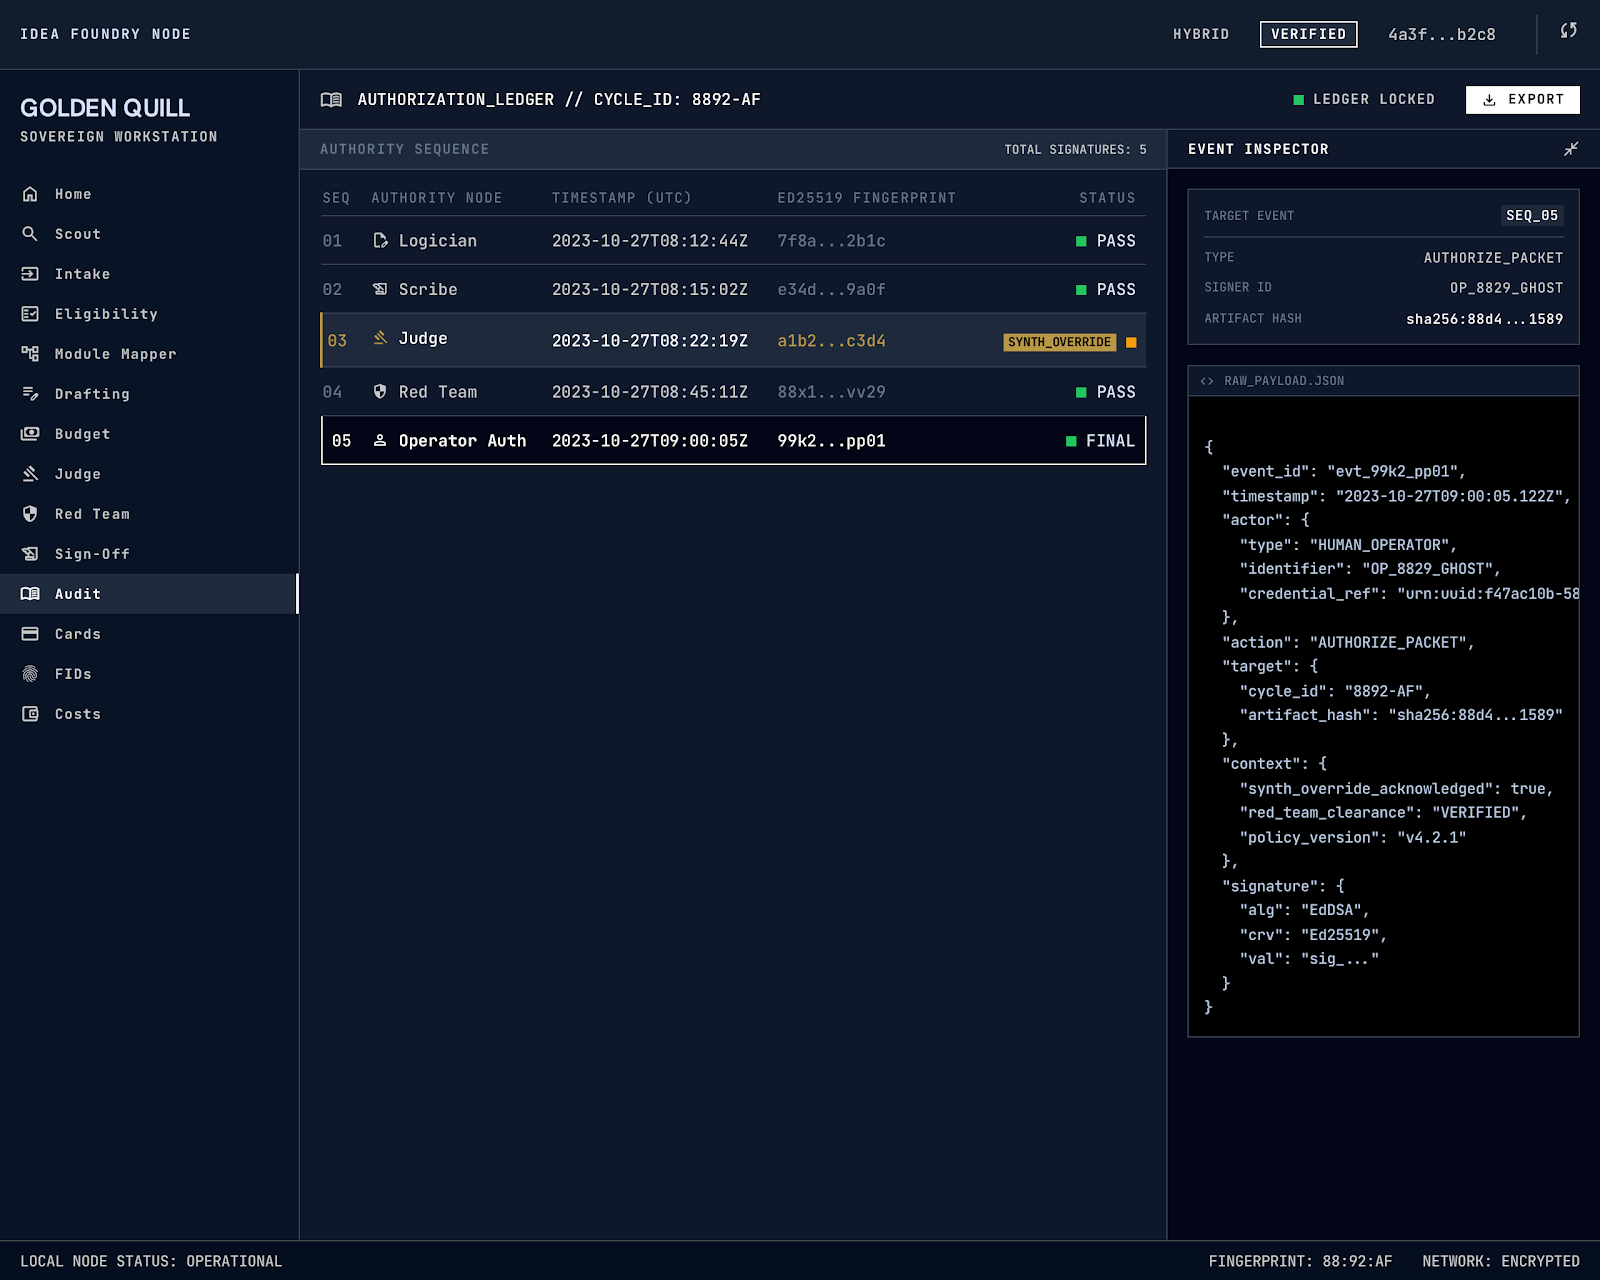 IDEA FOUNDRY NODE
HYBRID VERIFIED 4a3f...b2c8
GOLDEN QUILL
SOVEREIGN WORKSTATION
Home
Scout
Intake
Eligibility
Module Mapper
Drafting
Budget
Judge
Red Team
Sign-Off
Audit
Cards
FIDs
Costs
AUTHORIZATION_LEDGER // CYCLE_ID: 8892-AF
LEDGER LOCKED EXPORT
AUTHORITY SEQUENCE TOTAL SIGNATURES: 5
SEQ AUTHORITY NODE TIMESTAMP (UTC) ED25519 FINGERPRINT STATUS
01 Logician 2023-10-27T08:12:44Z 7f8a...2b1c PASS
02 Scribe 2023-10-27T08:15:02Z e34d...9a0f PASS
03 Judge 2023-10-27T08:22:19Z a1b2...c3d4 SYNTH_OVERRIDE
04 Red Team 2023-10-27T08:45:11Z 88x1...vv29 PASS
05 Operator Auth 2023-10-27T09:00:05Z 99k2...pp01 FINAL
EVENT INSPECTOR
TARGET EVENT SEQ_05
TYPE AUTHORIZE_PACKET
SIGNER ID OP_8829_GHOST
ARTIFACT HASH sha256:88d4...1589
<> RAW_PAYLOAD.JSON
{
"event_id": "evt_99k2_pp01",
"timestamp": "2023-10-27T09:00:05.122Z",
"actor": {
"type": "HUMAN_OPERATOR",
"identifier": "OP_8829_GHOST",
"credential_ref": "urn:uuid:f47ac10b-58
},
"action": "AUTHORIZE_PACKET",
"target": {
"cycle_id": "8892-AF",
"artifact_hash": "sha256:88d4...1589"
},
"context": {
"synth_override_acknowledged": true,
"red_team_clearance": "VERIFIED",
"policy_version": "v4.2.1"
},
"signature": {
"alg": "EdDSA",
"crv": "Ed25519",
"val": "sig_..."
}
}
LOCAL NODE STATUS: OPERATIONAL
FINGERPRINT: 88:92:AF NETWORK: ENCRYPTED